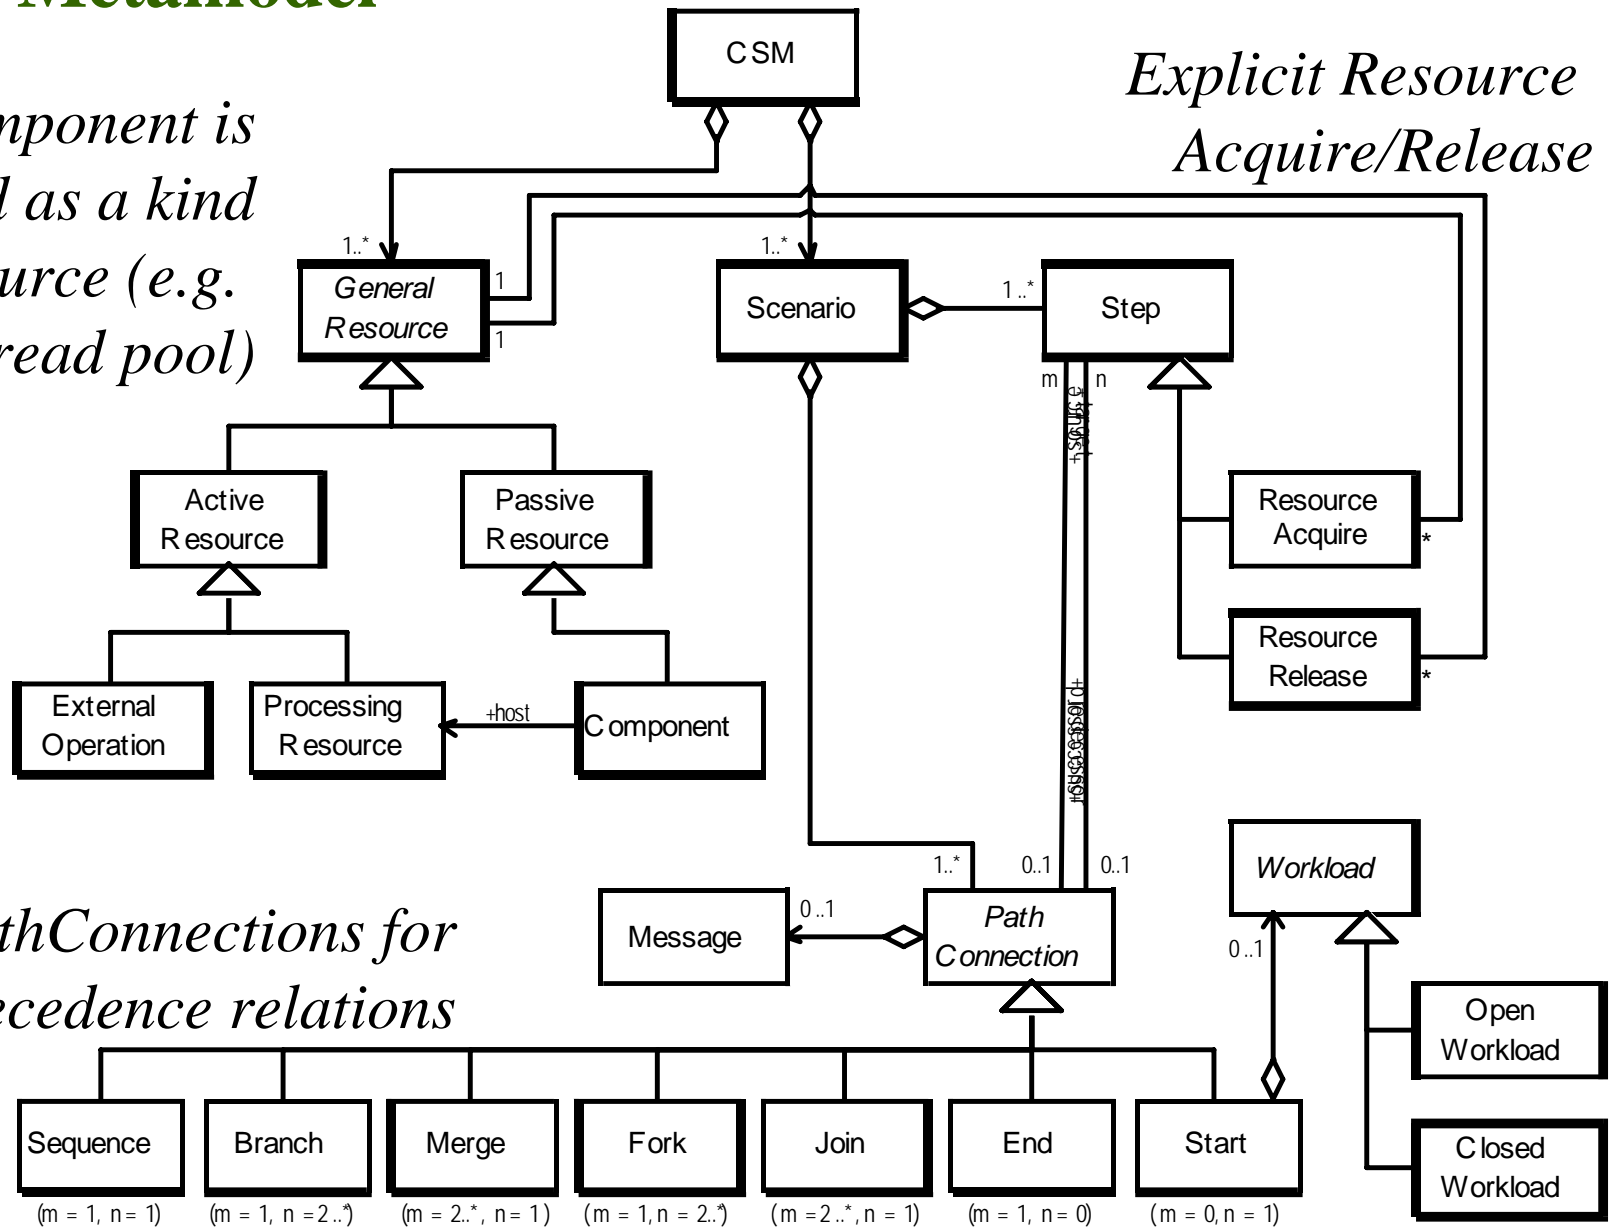 Metamodel
CSM
Explicit Resource
Acquire/Release
mponent is
as a kind
urce (e.g.
read pool)
1..*
1..*
General
Resource
1
1
Scenario
1..*
Step
m
n
Active
Resource
Passive
Resource
Resource
Acquire
*
Resource
Release
*
External
Operation
Processing
Resource
+host
Component
1..*
0..1
0..1
Workload
Message
0..1
Path
Connection
0..1
thConnections for
ecedence relations
Open
Workload
Sequence
Branch
Merge
Fork
Join
End
Start
Closed
Workload
(m = 1, n = 1)
(m = 1, n = 2..*)
(m = 2..*, n = 1)
(m = 1, n = 2..*)
(m = 2..*, n = 1)
(m = 1, n = 0)
(m = 0, n = 1)